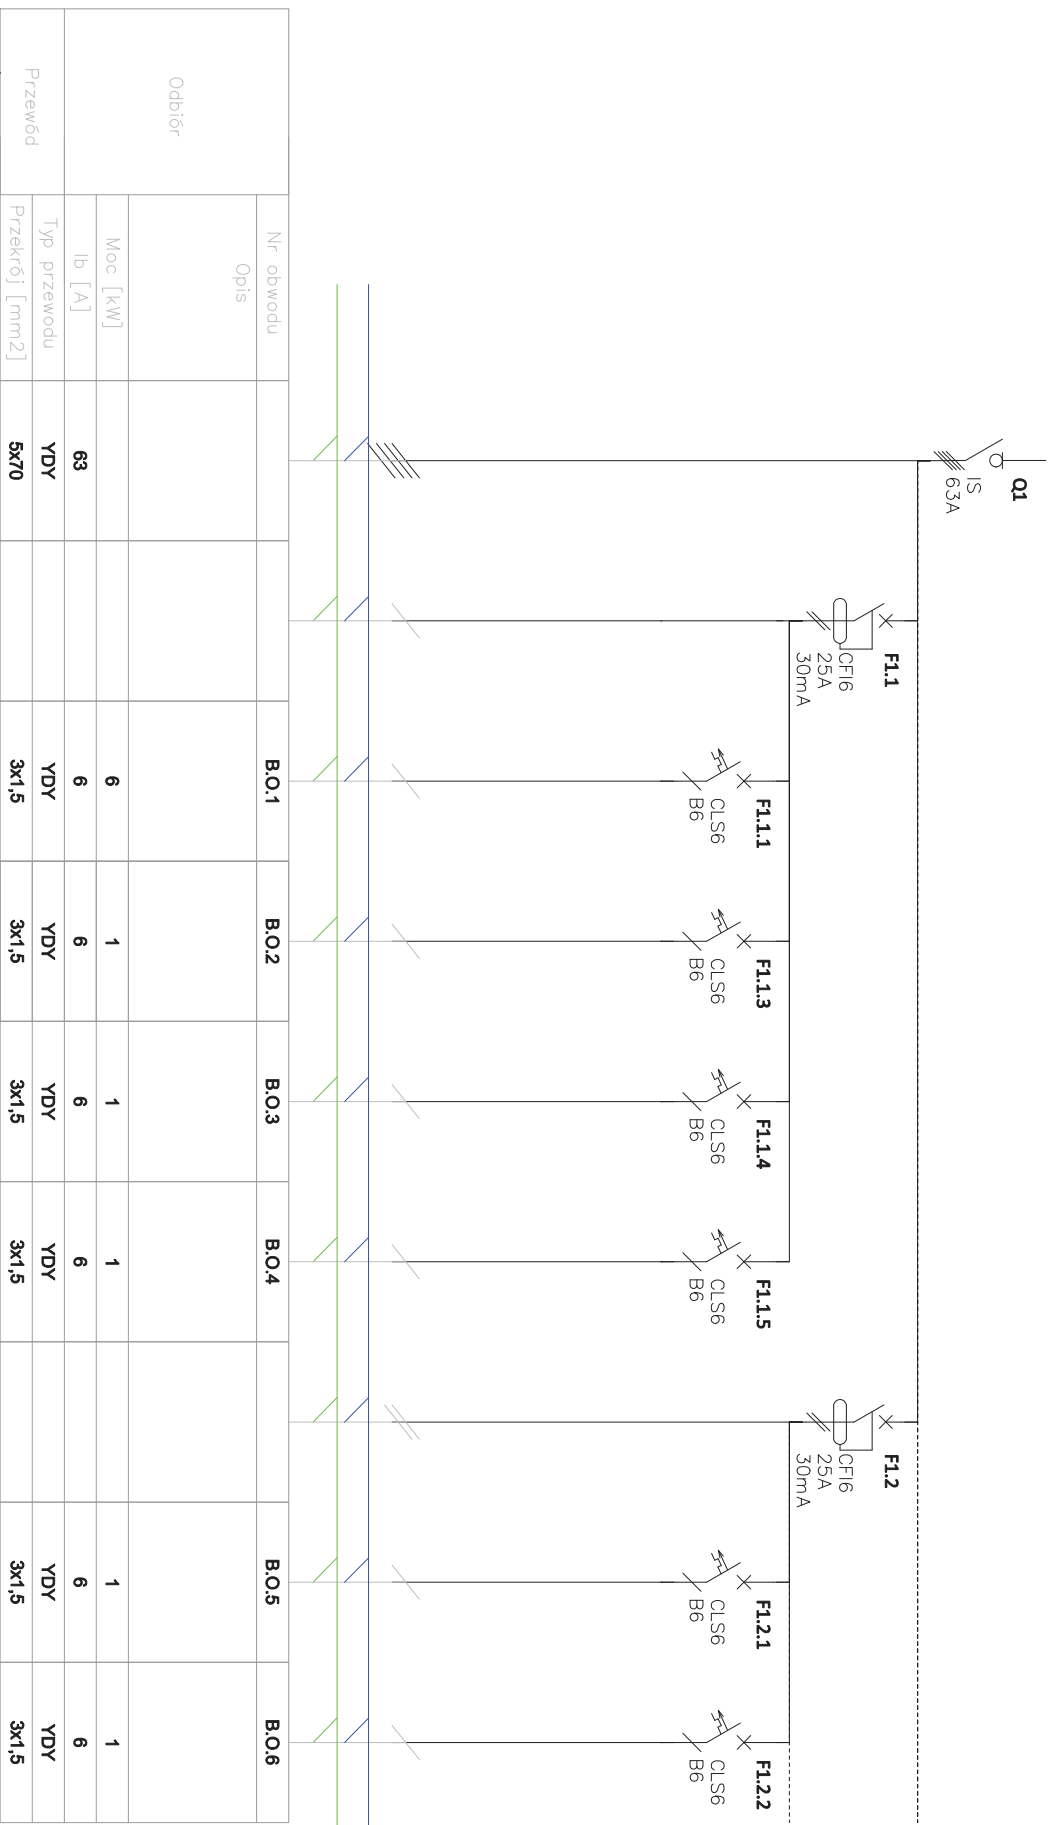 Q1
IS
63A
F1.1
CFI6
25A
30mA
F1.2
CFI6
25A
30mA
F1.1.1
CLS6
B6
F1.1.3
CLS6
B6
F1.1.4
CLS6
B6
F1.1.5
CLS6
B6
F1.2.1
CLS6
B6
F1.2.2
CLS6
B6
Odbiór
Nr obwodu B.O.1 B.O.2 B.O.3 B.O.4 B.O.5 B.O.6
Opis
Moc [kW] 6 1 1 1 1 1
Ib [A] 63 6 6 6 6 6 6
Przewód
Typ przewodu YDY YDY YDY YDY YDY YDY YDY
Przekrój [mm2] 5x70 3x1,5 3x1,5 3x1,5 3x1,5 3x1,5 3x1,5